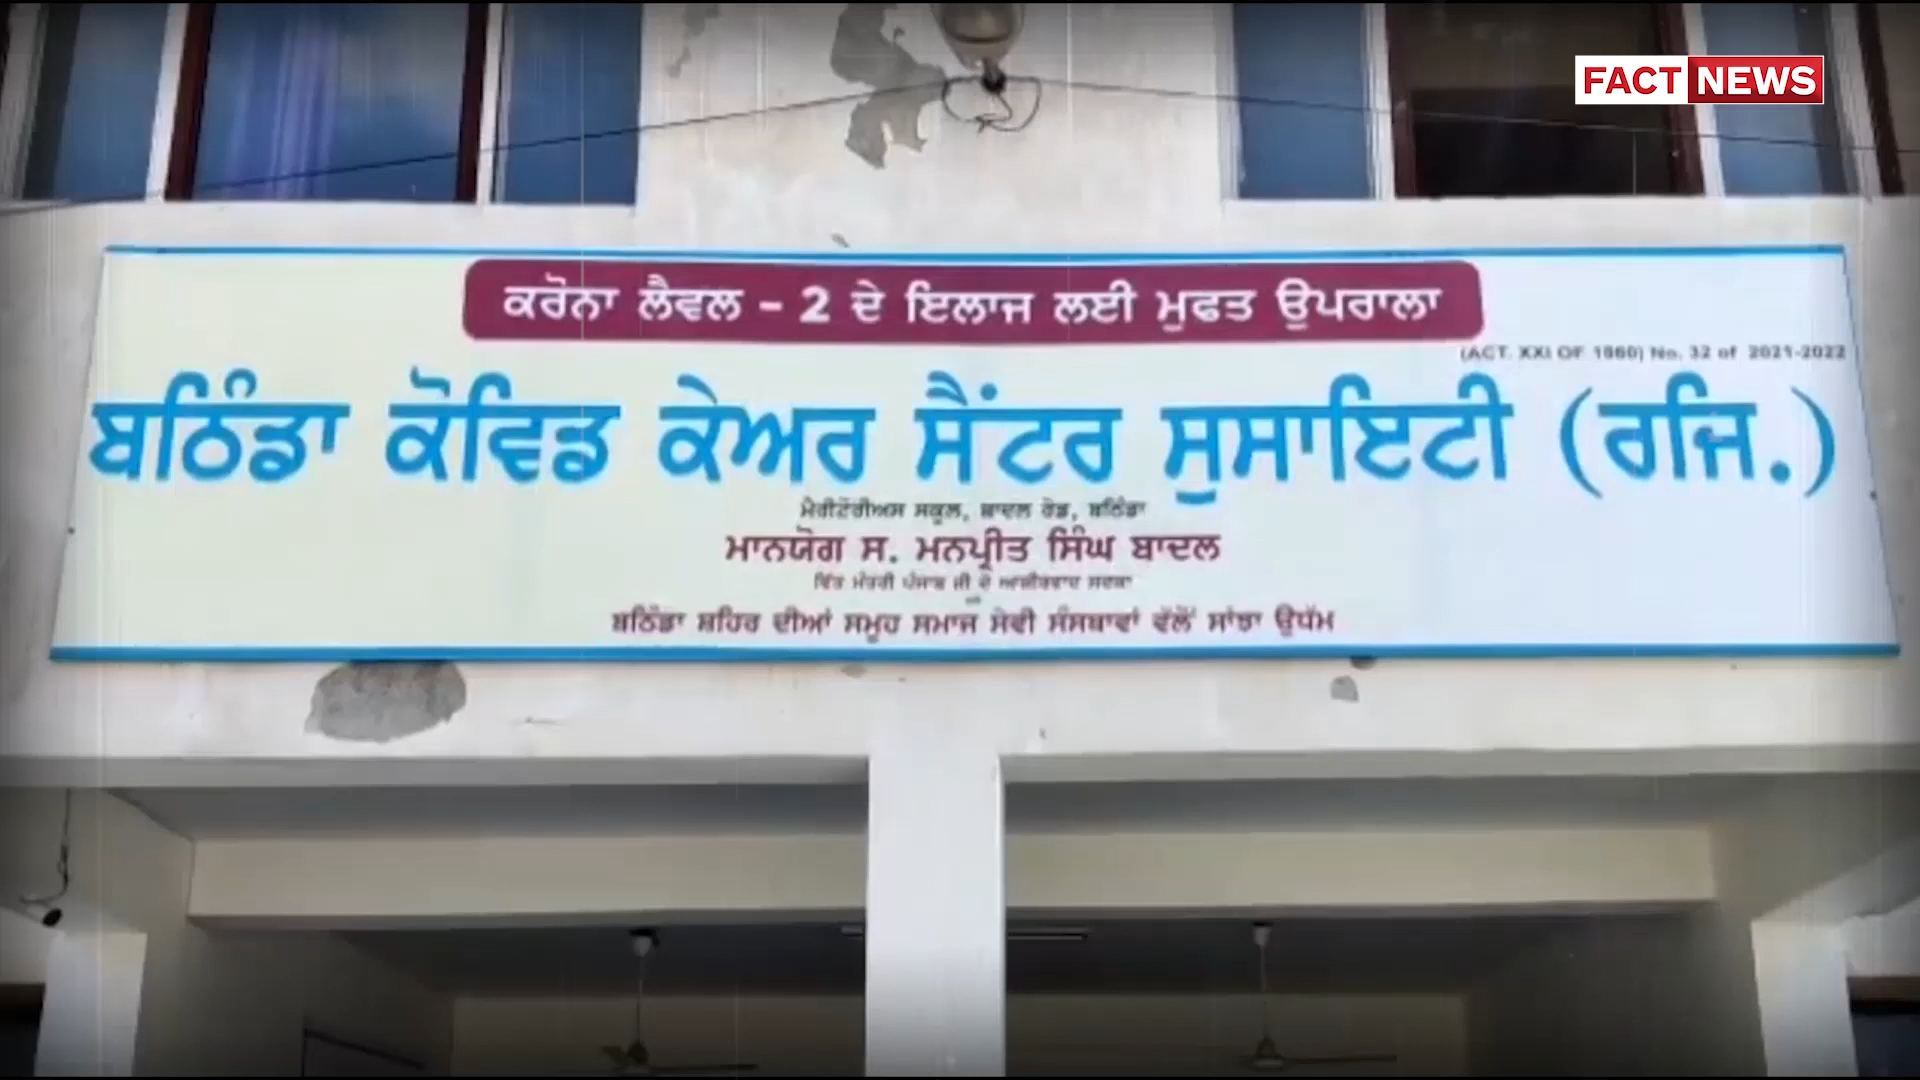 FACT NEWS
ਕਰੋਨਾ ਲੈਵਲ - 2 ਦੇ ਇਲਾਜ ਲਈ ਮੁਫਤ ਉਪਰਾਲਾ
(ACT. XXI OF 1860) No. 32 of 2021-2022
ਬਠਿੰਡਾ ਕੋਵਿਡ ਕੇਅਰ ਸੈਂਟਰ ਸੁਸਾਇਟੀ (ਰਜਿ.)
ਮੈਰੀਟੋਰੀਅਸ ਸਕੂਲ, ਬਾਦਲ ਰੋਡ, ਬਠਿੰਡਾ
ਮਾਨਯੋਗ ਸ. ਮਨਪ੍ਰੀਤ ਸਿੰਘ ਬਾਦਲ
ਵਿੱਤ ਮੰਤਰੀ ਪੰਜਾਬ ਜੀ ਦੇ ਆਸ਼ੀਰਵਾਦ ਸਦਕਾ
ਬਠਿੰਡਾ ਸ਼ਹਿਰ ਦੀਆਂ ਸਮੂਹ ਸਮਾਜ ਸੇਵੀ ਸੰਸਥਾਵਾਂ ਵੱਲੋਂ ਸਾਂਝਾ ਉਧੱਮ